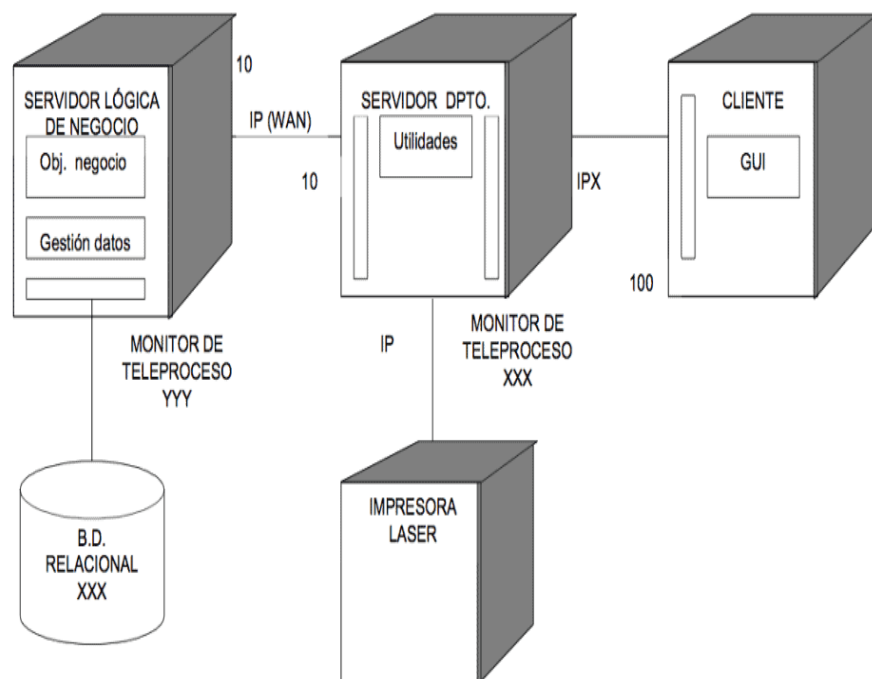 10
SERVIDOR LÓGICA
DE NEGOCIO
Obj. negocio
Gestión datos
IP (WAN)
10
SERVIDOR DPTO.
Utilidades
IPX
CLIENTE
GUI
100
MONITOR DE
TELEPROCESO
YYY
IP
MONITOR DE
TELEPROCESO
XXX
B.D.
RELACIONAL
XXX
IMPRESORA
LASER